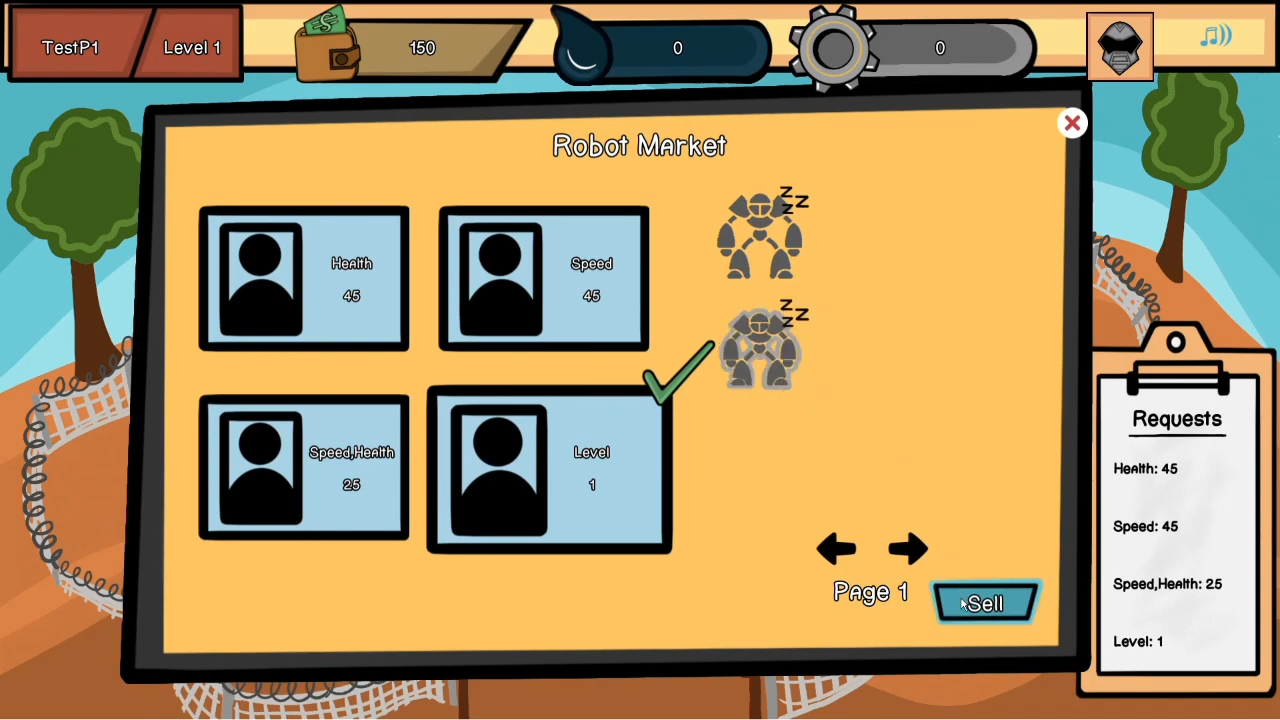 TestP1
Level 1
150
0
0
Robot Market
Health
45
Speed
45
Speed,Health
25
Level
1
Z Z Z
Z Z Z
Page 1
Sell
Requests
Health: 45
Speed: 45
Speed,Health: 25
Level: 1